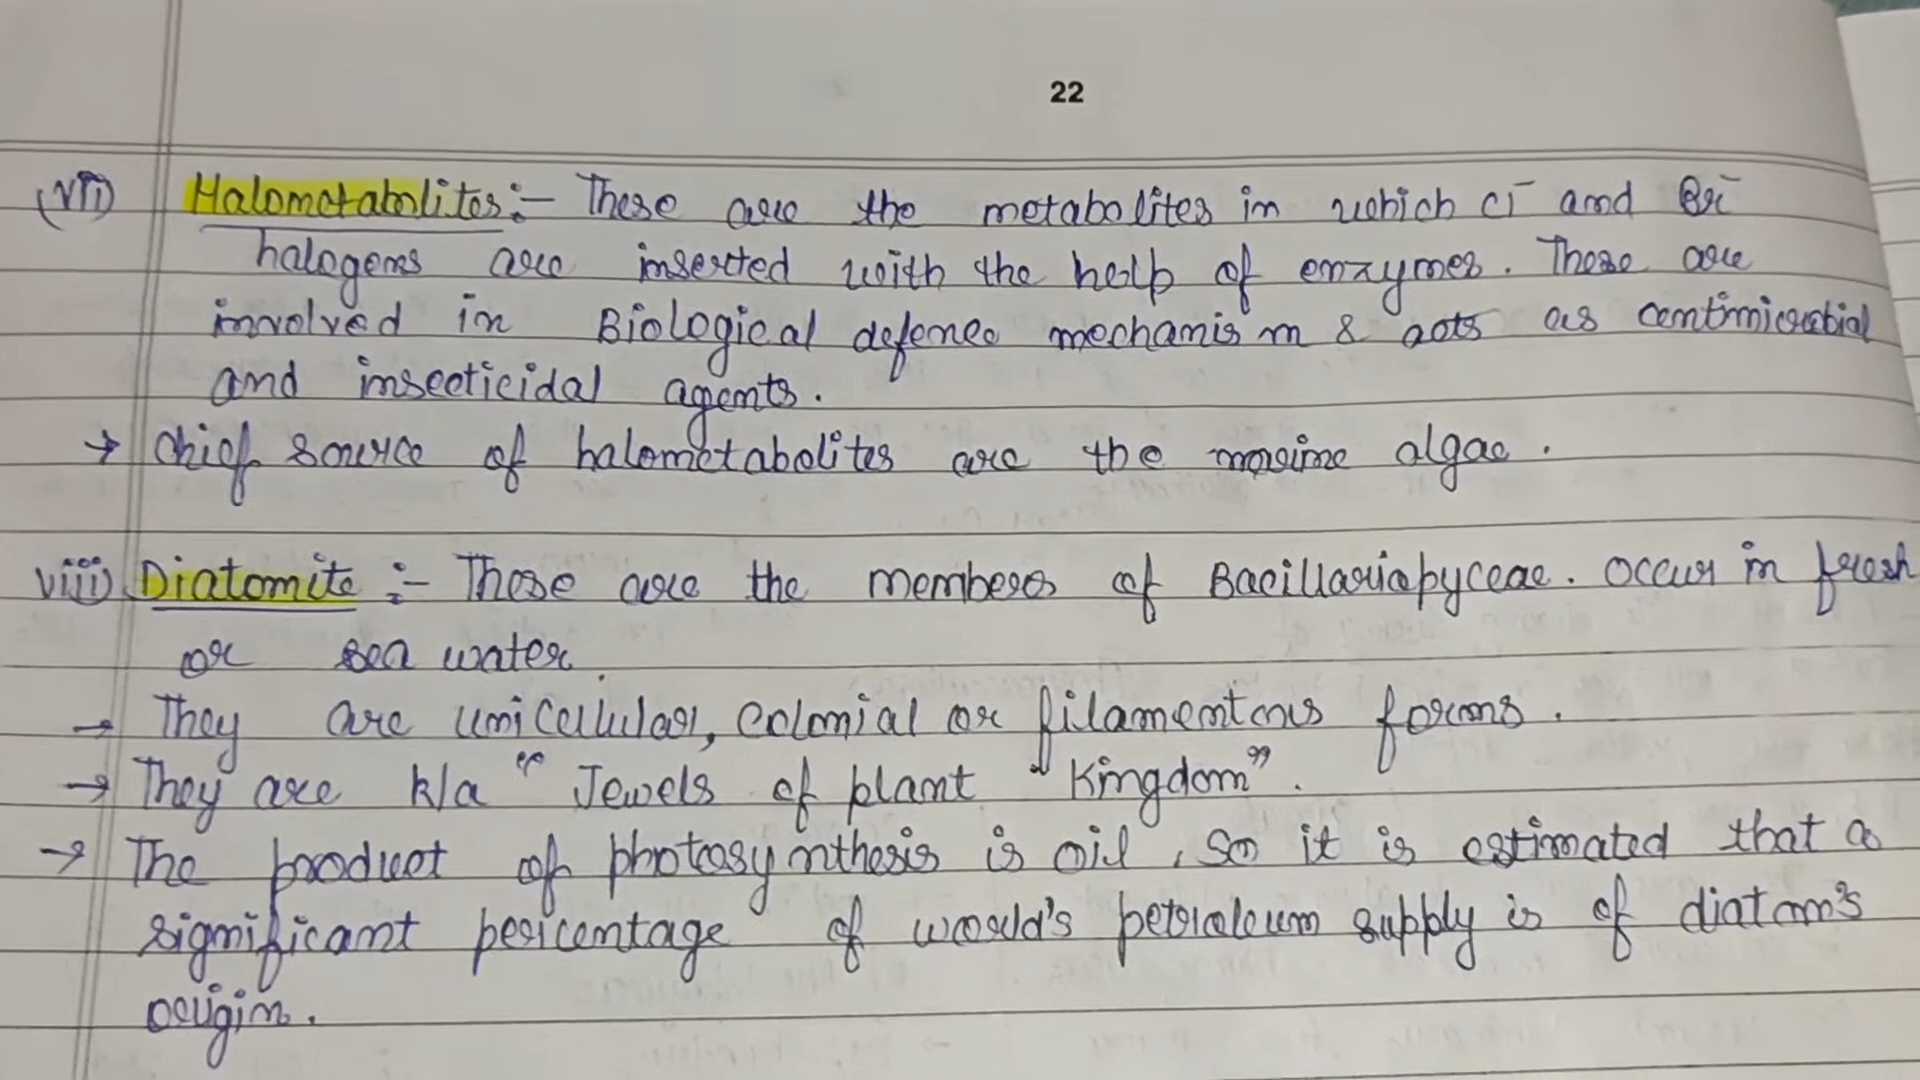 22
(vii) Halometabolites :- These are the metabolites in which Cl⁻ and Br⁻
halogens are inserted with the help of enzymes. These are
involved in Biological defence mechanism & acts as antimicrobial
and insecticidal agents.
→ Chief source of halometabolites are the marine algae.
viii) Diatomite :- These are the members of Bacillariopyceae. Occur in fresh
or sea water.
→ They are unicellular, colonial or filamentous forms.
→ They are k/a " Jewels of plant "Kingdom".
→ The product of photosynthesis is oil, so it is estimated that a
significant percentage of world's petroleum supply is of diatom's
origin.